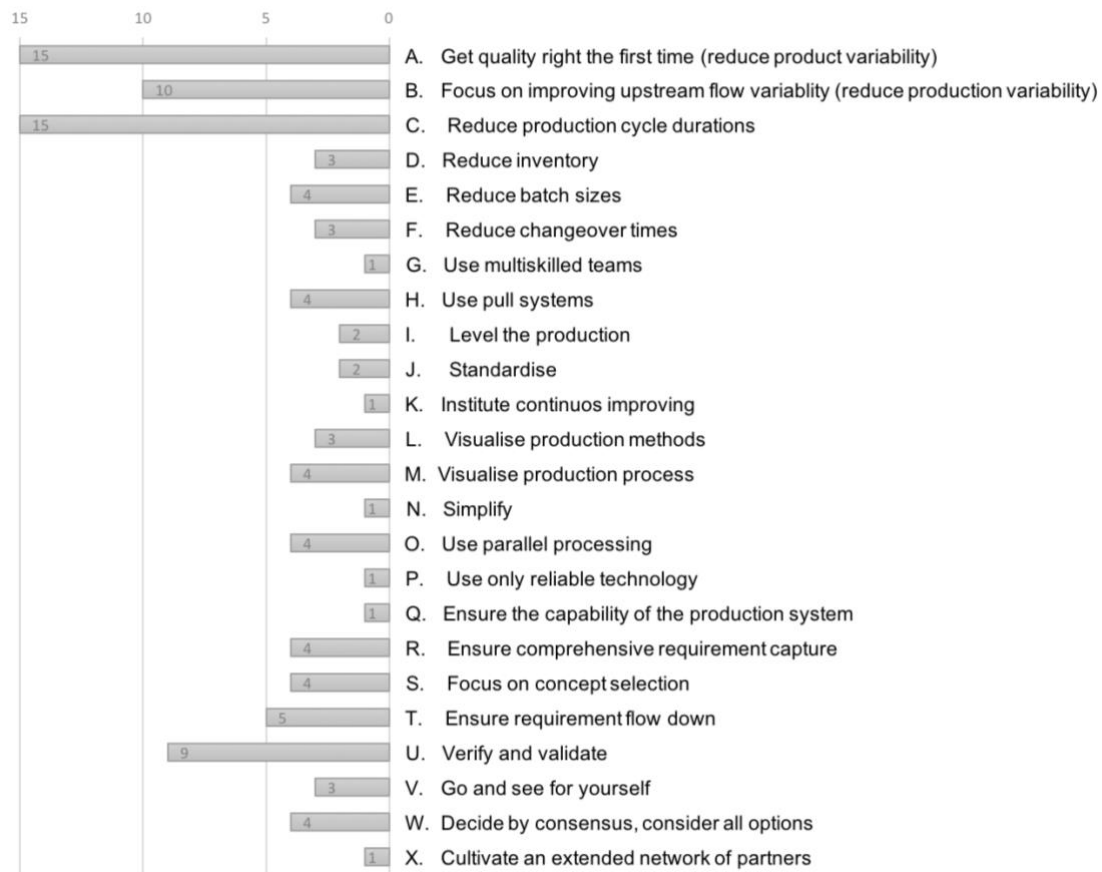 15 10 5 0
15 A. Get quality right the first time (reduce product variability)
10 B. Focus on improving upstream flow variablity (reduce production variability)
15 C. Reduce production cycle durations
3 D. Reduce inventory
4 E. Reduce batch sizes
3 F. Reduce changeover times
1 G. Use multiskilled teams
4 H. Use pull systems
2 I. Level the production
2 J. Standardise
1 K. Institute continuos improving
3 L. Visualise production methods
4 M. Visualise production process
1 N. Simplify
4 O. Use parallel processing
1 P. Use only reliable technology
1 Q. Ensure the capability of the production system
4 R. Ensure comprehensive requirement capture
4 S. Focus on concept selection
5 T. Ensure requirement flow down
9 U. Verify and validate
3 V. Go and see for yourself
4 W. Decide by consensus, consider all options
1 X. Cultivate an extended network of partners